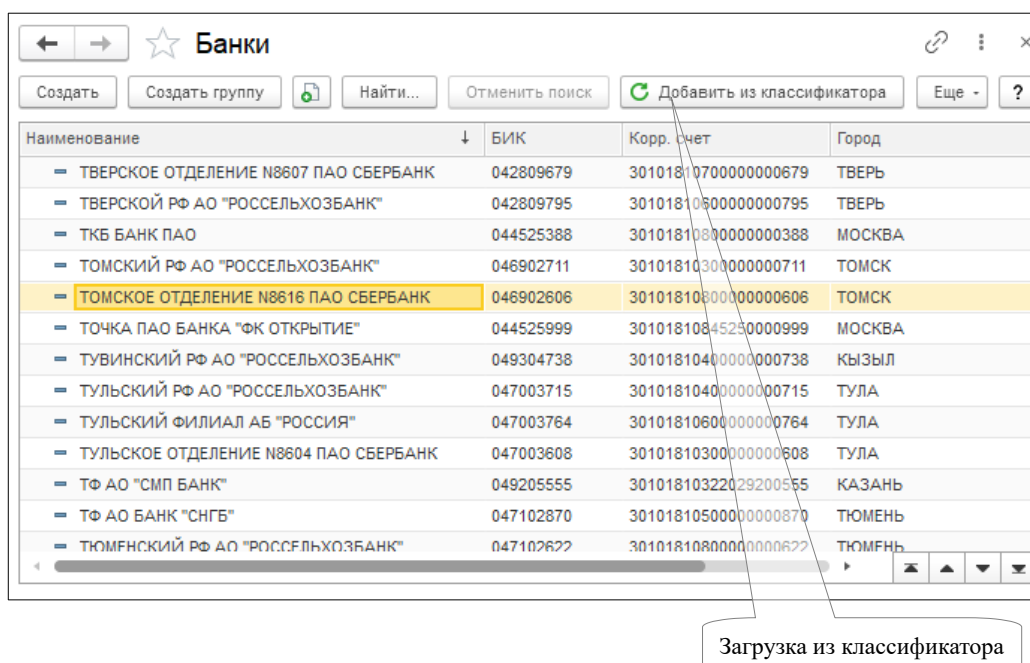 Банки
Создать Создать группу Найти... Отменить поиск Добавить из классификатора Еще ?
Наименование ↓ БИК Корр. счет Город
ТВЕРСКОЕ ОТДЕЛЕНИЕ N8607 ПАО СБЕРБАНК 042809679 30101810700000000679 ТВЕРЬ
ТВЕРСКОЙ РФ АО "РОССЕЛЬХОЗБАНК" 042809795 30101810600000000795 ТВЕРЬ
ТКБ БАНК ПАО 044525388 30101810800000000388 МОСКВА
ТОМСКИЙ РФ АО "РОССЕЛЬХОЗБАНК" 046902711 30101810300000000711 ТОМСК
ТОМСКОЕ ОТДЕЛЕНИЕ N8616 ПАО СБЕРБАНК 046902606 30101810800000000606 ТОМСК
ТОЧКА ПАО БАНКА "ФК ОТКРЫТИЕ" 044525999 30101810845250000999 МОСКВА
ТУВИНСКИЙ РФ АО "РОССЕЛЬХОЗБАНК" 049304738 30101810400000000738 КЫЗЫЛ
ТУЛЬСКИЙ РФ АО "РОССЕЛЬХОЗБАНК" 047003715 30101810400000000715 ТУЛА
ТУЛЬСКИЙ ФИЛИАЛ АБ "РОССИЯ" 047003764 30101810600000000764 ТУЛА
ТУЛЬСКОЕ ОТДЕЛЕНИЕ N8604 ПАО СБЕРБАНК 047003608 30101810300000000608 ТУЛА
ТФ АО "СМП БАНК" 049205555 30101810322029200555 КАЗАНЬ
ТФ АО БАНК "СНГБ" 047102870 30101810500000000870 ТЮМЕНЬ
ТЮМЕНСКИЙ РФ АО "РОССЕЛЬХОЗБАНК" 047102622 30101810800000000622 ТЮМЕНЬ
Загрузка из классификатора